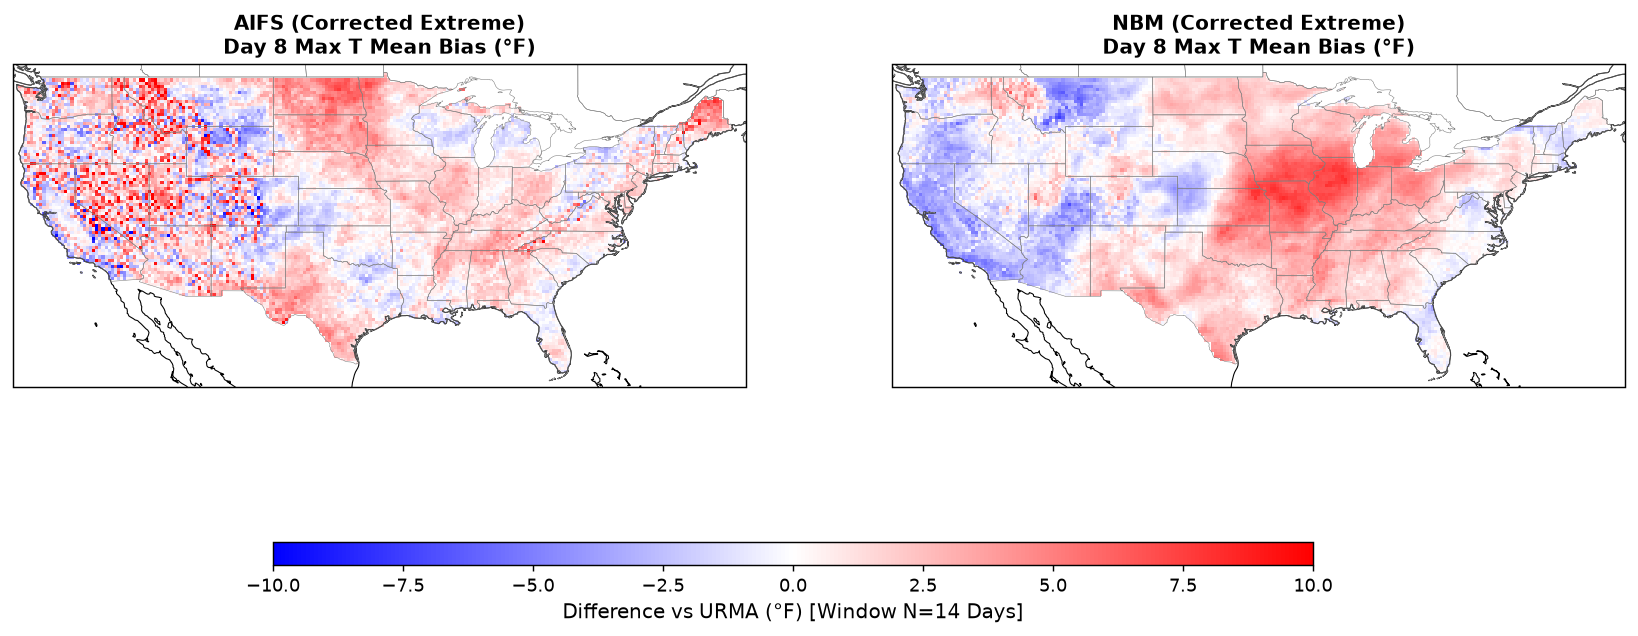 AIFS (Corrected Extreme)
Day 8 Max T Mean Bias (°F)
NBM (Corrected Extreme)
Day 8 Max T Mean Bias (°F)
−10.0 −7.5 −5.0 −2.5 0.0 2.5 5.0 7.5 10.0
Difference vs URMA (°F) [Window N=14 Days]